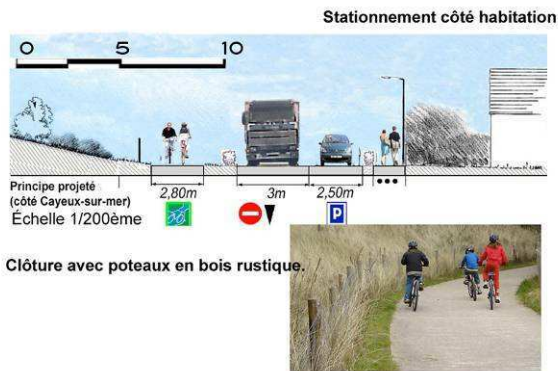 Stationnement côté habitation
0 5 10
Principe projeté
(côté Cayeux-sur-mer)
Échelle 1/200ème
2,80m 3m 2,50m
P
Clôture avec poteaux en bois rustique.